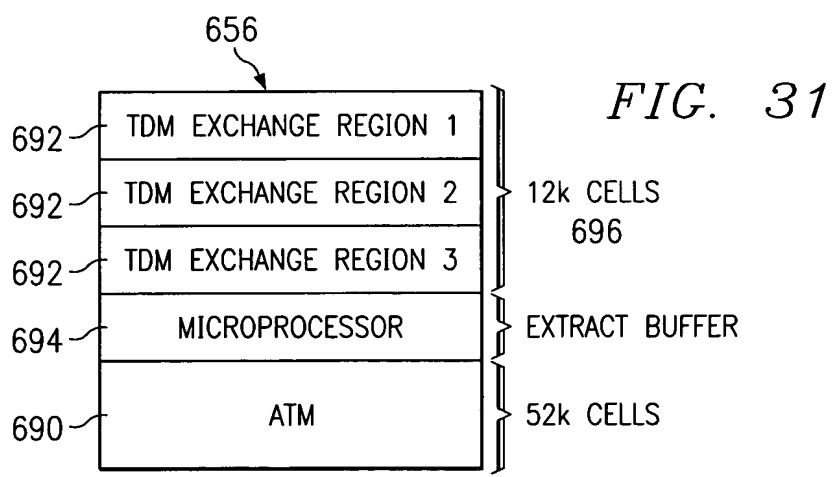 656
FIG. 31
692 TDM EXCHANGE REGION 1
692 TDM EXCHANGE REGION 2
12k CELLS
696
692 TDM EXCHANGE REGION 3
694 MICROPROCESSOR EXTRACT BUFFER
690 ATM 52k CELLS